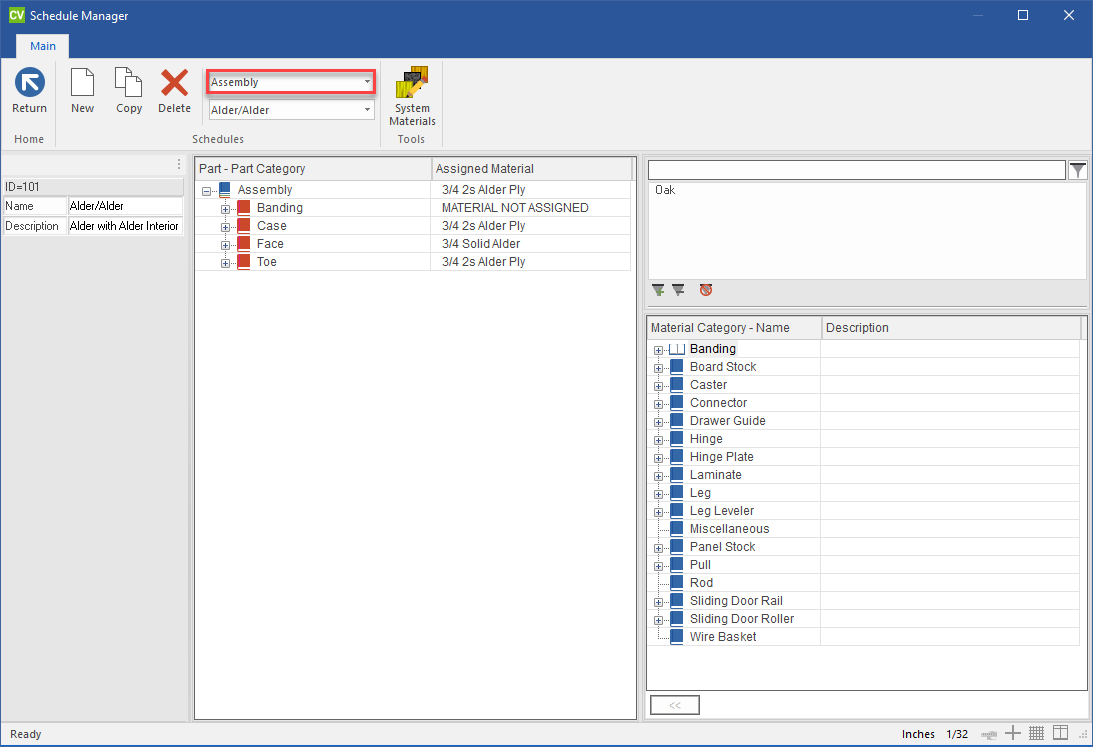 CV Schedule Manager
Main
Return
New
Copy
Delete
Assembly
Alder/Alder
System
Materials
Home
Schedules
Tools
ID=101
Name Alder/Alder
Description Alder with Alder Interior
Part - Part Category Assigned Material
Assembly 3/4 2s Alder Ply
Banding MATERIAL NOT ASSIGNED
Case 3/4 2s Alder Ply
Face 3/4 Solid Alder
Toe 3/4 2s Alder Ply
Oak
Material Category - Name Description
Banding
Board Stock
Caster
Connector
Drawer Guide
Hinge
Hinge Plate
Laminate
Leg
Leg Leveler
Miscellaneous
Panel Stock
Pull
Rod
Sliding Door Rail
Sliding Door Roller
Wire Basket
<<
Ready
Inches 1/32